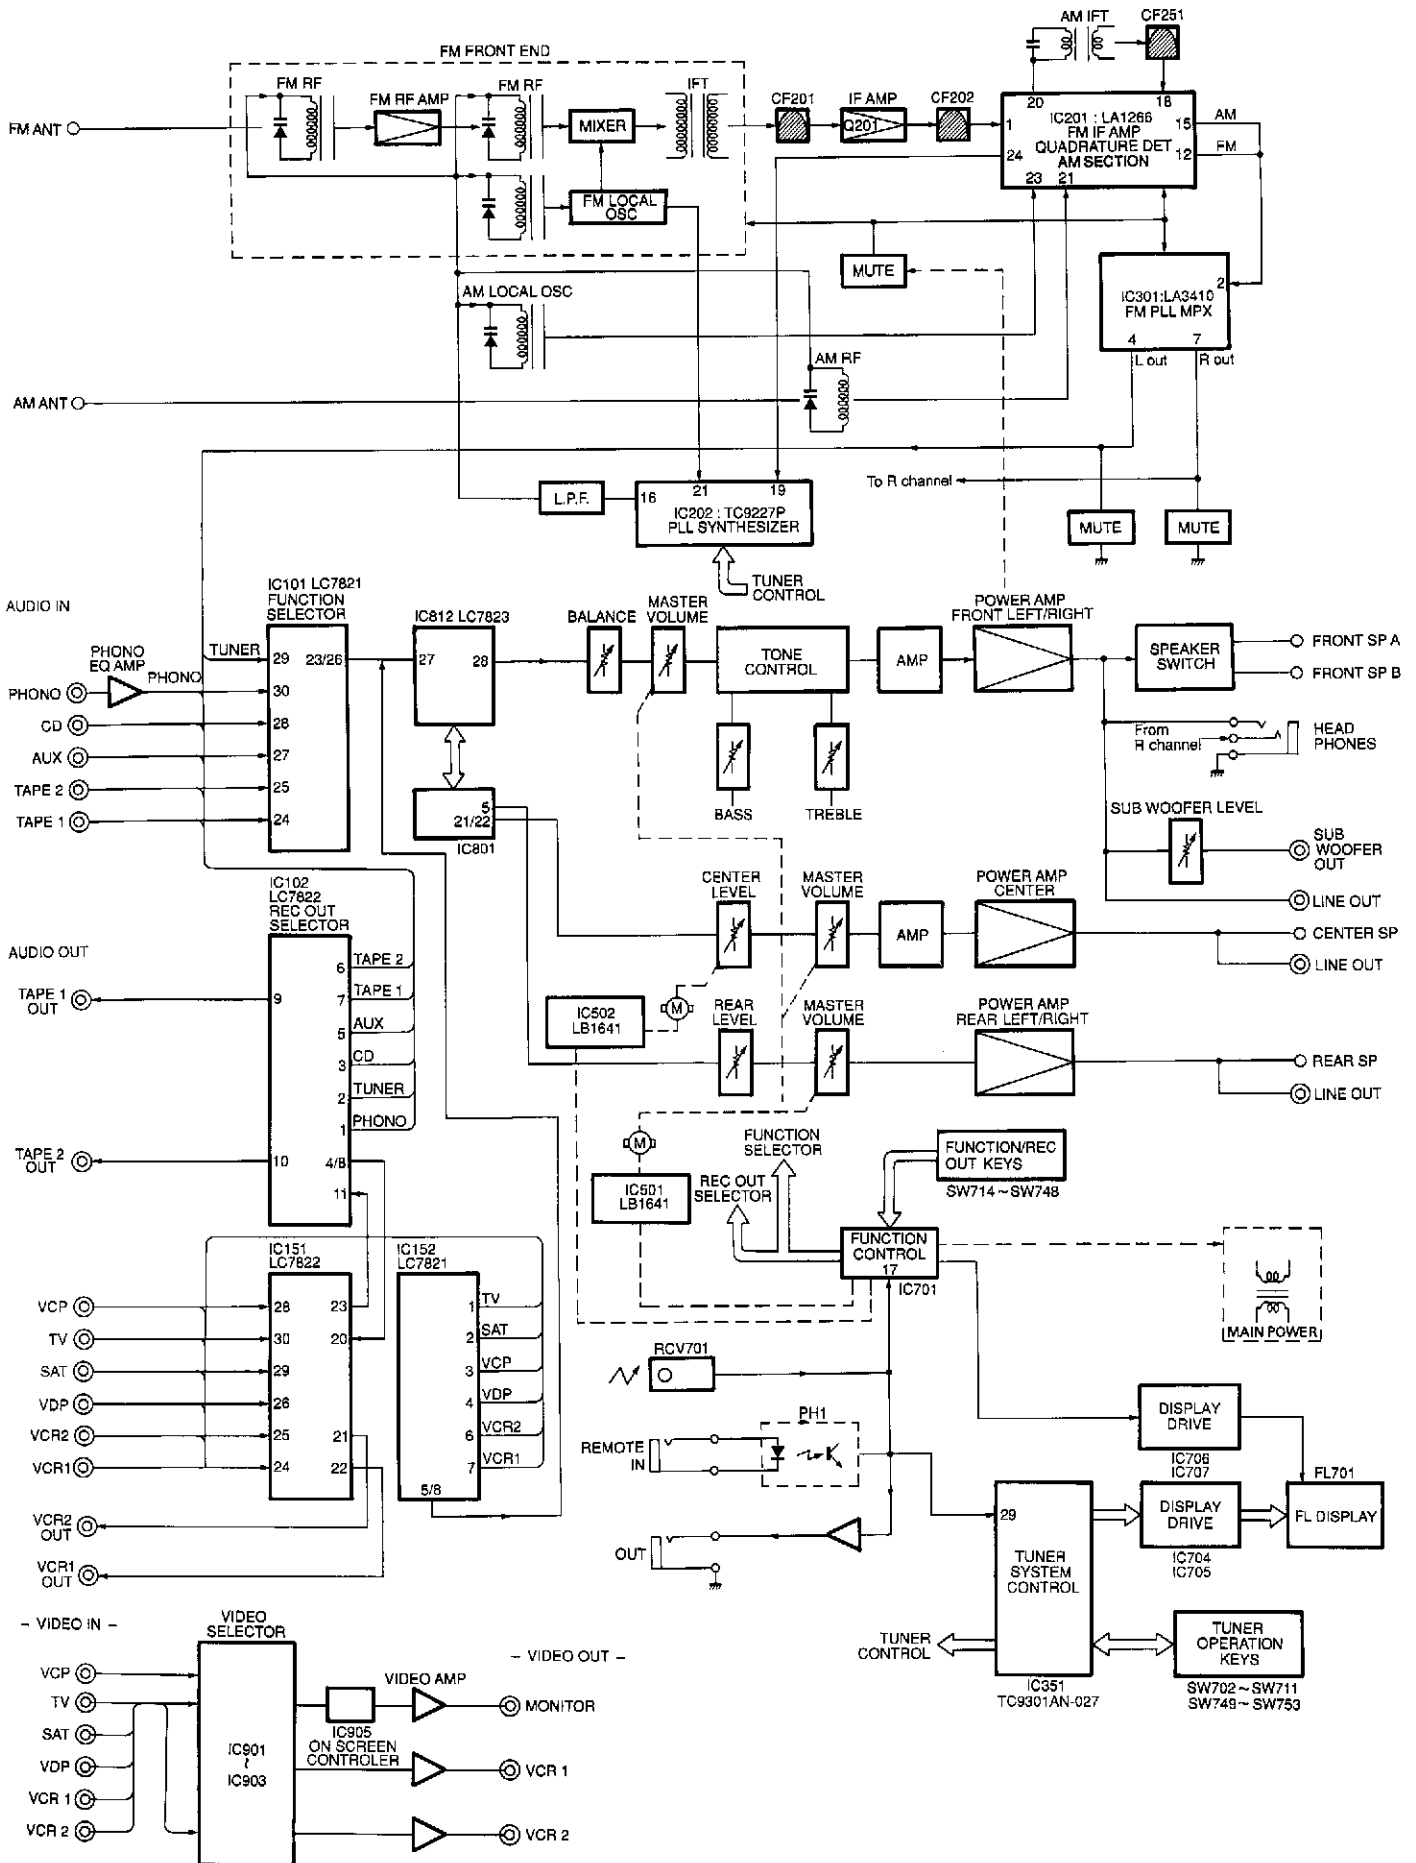 FM FRONT END
FM RF
FM RF AMP
FM RF
IFT
MIXER
FM LOCAL
OSC
FM ANT
CF201
IF AMP
Q201
CF202
AM IFT
CF251
20
18
1
IC201 : LA1266
FM IF AMP
QUADRATURE DET
AM SECTION
15
12
24
23
21
AM
FM
MUTE
2
IC301:LA3410
FM PLL MPX
4
7
L out
R out
AM LOCAL OSC
AM RF
AM ANT
To R channel
MUTE
MUTE
L.P.F.
16
21
19
IC202 : TC9227P
PLL SYNTHESIZER
TUNER
CONTROL
AUDIO IN
IC101 LC7821
FUNCTION
SELECTOR
TUNER
29
23/26
PHONO
EQ AMP
PHONO
PHONO
30
CD
28
AUX
27
TAPE 2
25
TAPE 1
24
IC812 LC7823
27
28
5
21/22
IC801
BALANCE
MASTER
VOLUME
TONE
CONTROL
BASS
TREBLE
AMP
POWER AMP
FRONT LEFT/RIGHT
SPEAKER
SWITCH
FRONT SP A
FRONT SP B
From
R channel
HEAD
PHONES
SUB WOOFER LEVEL
SUB
WOOFER
OUT
LINE OUT
CENTER
LEVEL
MASTER
VOLUME
AMP
POWER AMP
CENTER
CENTER SP
LINE OUT
IC102
LC7822
REC OUT
SELECTOR
AUDIO OUT
TAPE 1
OUT
9
6
TAPE 2
7
TAPE 1
5
AUX
3
CD
2
TUNER
1
PHONO
TAPE 2
OUT
10
4/8
11
IC502
LB1641
M
REAR
LEVEL
MASTER
VOLUME
POWER AMP
REAR LEFT/RIGHT
REAR SP
LINE OUT
M
IC501
LB1641
FUNCTION
SELECTOR
REC OUT
SELECTOR
FUNCTION/REC
OUT KEYS
SW714~SW748
FUNCTION
CONTROL
17
IC701
MAIN POWER
IC151
LC7822
IC152
LC7821
VCP
28
23
TV
30
20
SAT
29
VDP
26
VCR2
25
21
VCR1
24
22
1
TV
2
SAT
3
VCP
4
VDP
6
VCR2
7
VCR1
5/8
VCR2
OUT
VCR1
OUT
RCV701
PH1
REMOTE
IN
OUT
DISPLAY
DRIVE
IC706
IC707
FL701
29
TUNER
SYSTEM
CONTROL
DISPLAY
DRIVE
IC704
IC705
FL DISPLAY
TUNER
CONTROL
TUNER
OPERATION
KEYS
IC351
TC9301AN-027
SW702~SW711
SW749~SW753
– VIDEO IN –
VIDEO
SELECTOR
– VIDEO OUT –
VCP
TV
SAT
VDP
VCR 1
VCR 2
IC901
~
IC903
VIDEO AMP
IC905
ON SCREEN
CONTROLER
MONITOR
VCR 1
VCR 2